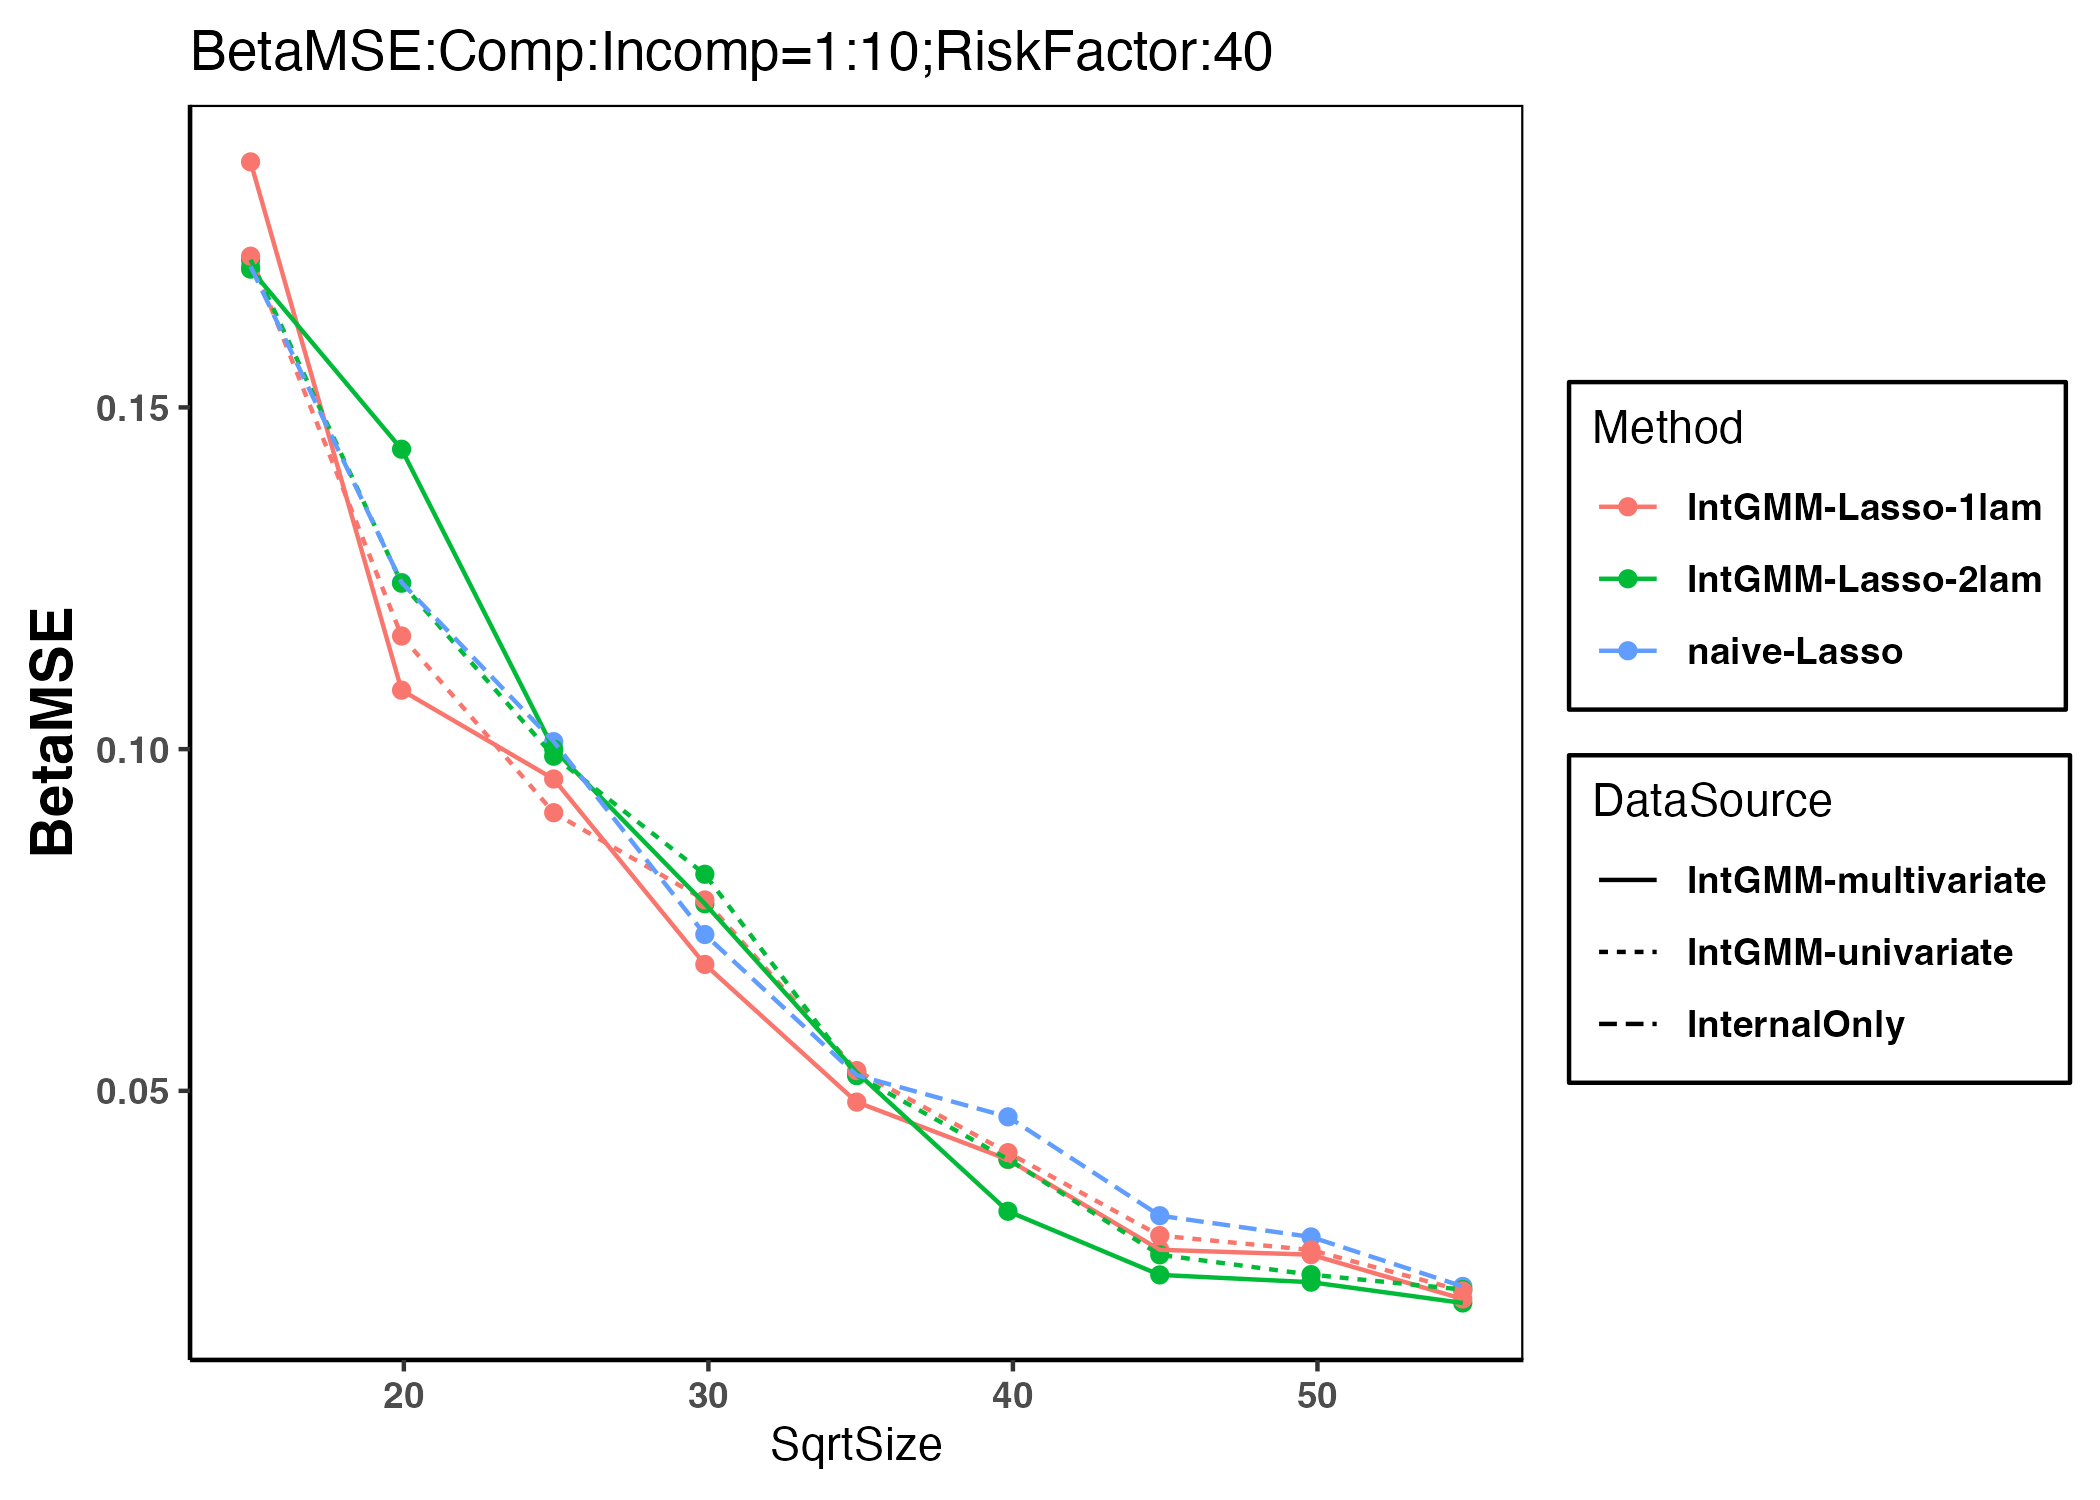 BetaMSE:Comp:Incomp=1:10;RiskFactor:40
BetaMSE
0.15
0.10
0.05
20
30
40
50
SqrtSize
Method
IntGMM-Lasso-1lam
IntGMM-Lasso-2lam
naive-Lasso
DataSource
IntGMM-multivariate
IntGMM-univariate
InternalOnly